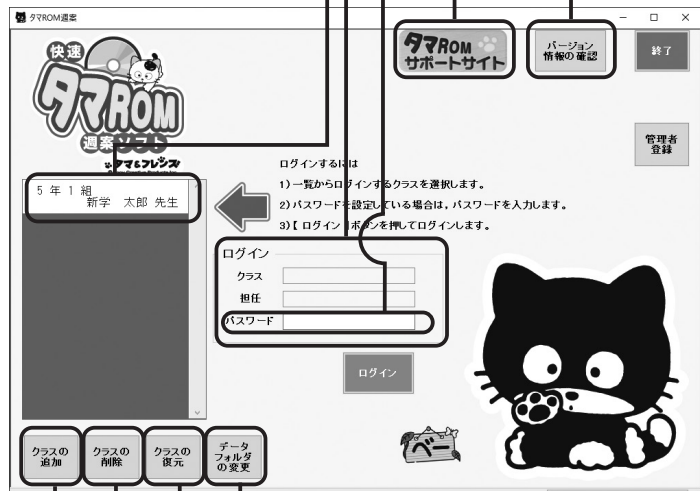 タマROM週案
快速
タマROM
週案ソフト
タマ&フレンズ
タマROM
サポートサイト
バージョン
情報の確認
終了
管理者
登録
ログインするには
1)一覧からログインするクラスを選択します。
2)パスワードを設定している場合は,パスワードを入力します。
3)【ログイン】ボタンを押してログインします。
5年1組
新学 太郎 先生
ログイン
クラス
担任
パスワード
ログイン
クラスの
追加
クラスの
削除
クラスの
復元
データ
フォルダ
の変更
べー